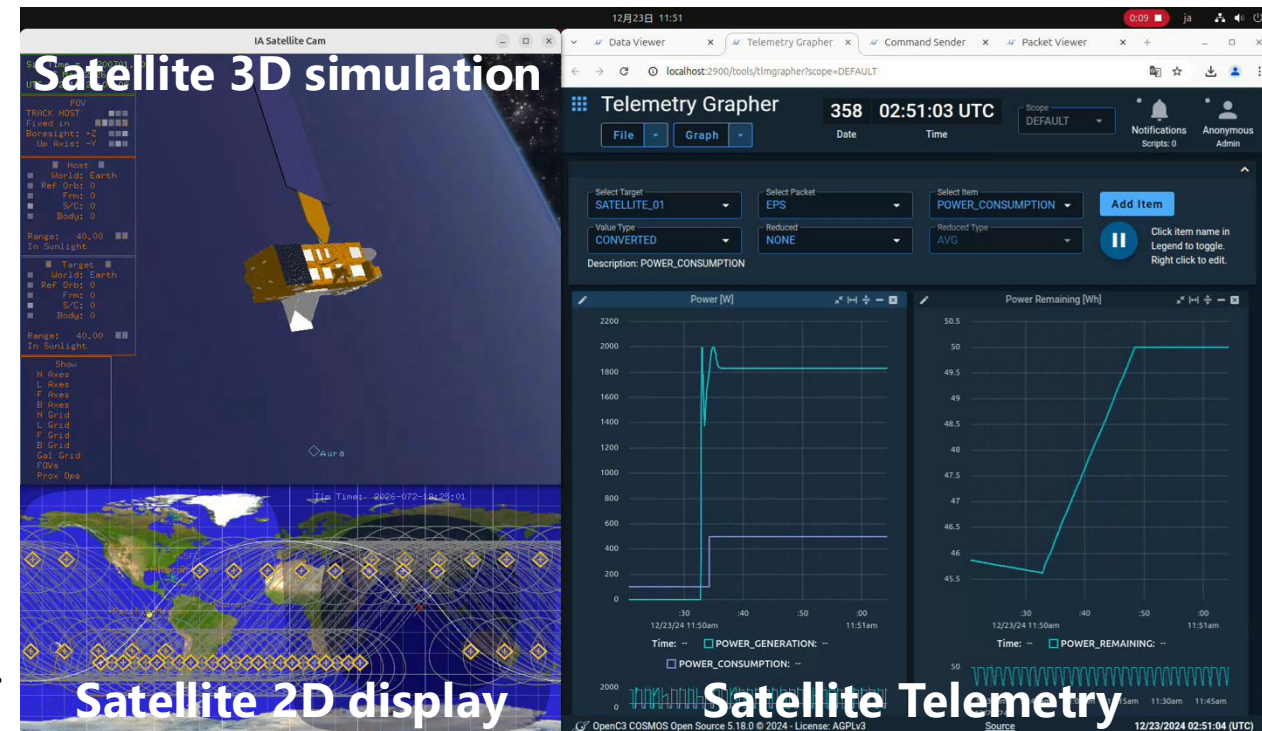 12月23日 11:51
0:09
ja
IA Satellite Cam
Satellite 3D simulation
POV
TRACK HOST
Fixed in
Boresight: +Z
Up Axis: -Y
Host
World: Earth
Ref Orb: 0
Frm: 0
S/C: 0
Body: 0
Range: 40.00
In Sunlight
Target
World: Earth
Ref Orb: 0
Frm: 0
S/C: 0
Body: 0
Range: 40.00
In Sunlight
Show
N Axes
L Axes
F Axes
B Axes
N Grid
L Grid
F Grid
B Grid
Gal Grid
FOVs
Prox Ops
Aura
Tlm Time: 2026-072-18:25:01
Satellite 2D display
Data Viewer
Telemetry Grapher
Command Sender
Packet Viewer
localhost:2900/tools/tlmgrapher?scope=DEFAULT
Telemetry Grapher
File
Graph
358
Date
02:51:03 UTC
Time
Scope
DEFAULT
Notifications
Scripts: 0
Anonymous
Admin
Select Target
SATELLITE_01
Select Packet
EPS
Select Item
POWER_CONSUMPTION
Add Item
Value Type
CONVERTED
Reduced
NONE
Reduced Type
AVG
Click item name in
Legend to toggle.
Right click to edit.
Description: POWER_CONSUMPTION
Power [W]
2200
2000
1800
1600
1400
1200
1000
800
600
400
200
0
:30
:40
:50
:00
12/23/24 11:50am
11:51am
Time: --
POWER_GENERATION: --
POWER_CONSUMPTION: --
2000
0
Power Remaining [Wh]
50.5
50
49.5
49
48.5
48
47.5
47
46.5
46
45.5
:30
:40
:50
:00
12/23/24 11:50am
11:51am
Time: --
POWER_REMAINING: --
50
11:30am
11:45am
Satellite Telemetry
OpenC3 COSMOS Open Source 5.18.0 © 2024 - License: AGPLv3
Source
12/23/2024 02:51:04 (UTC)